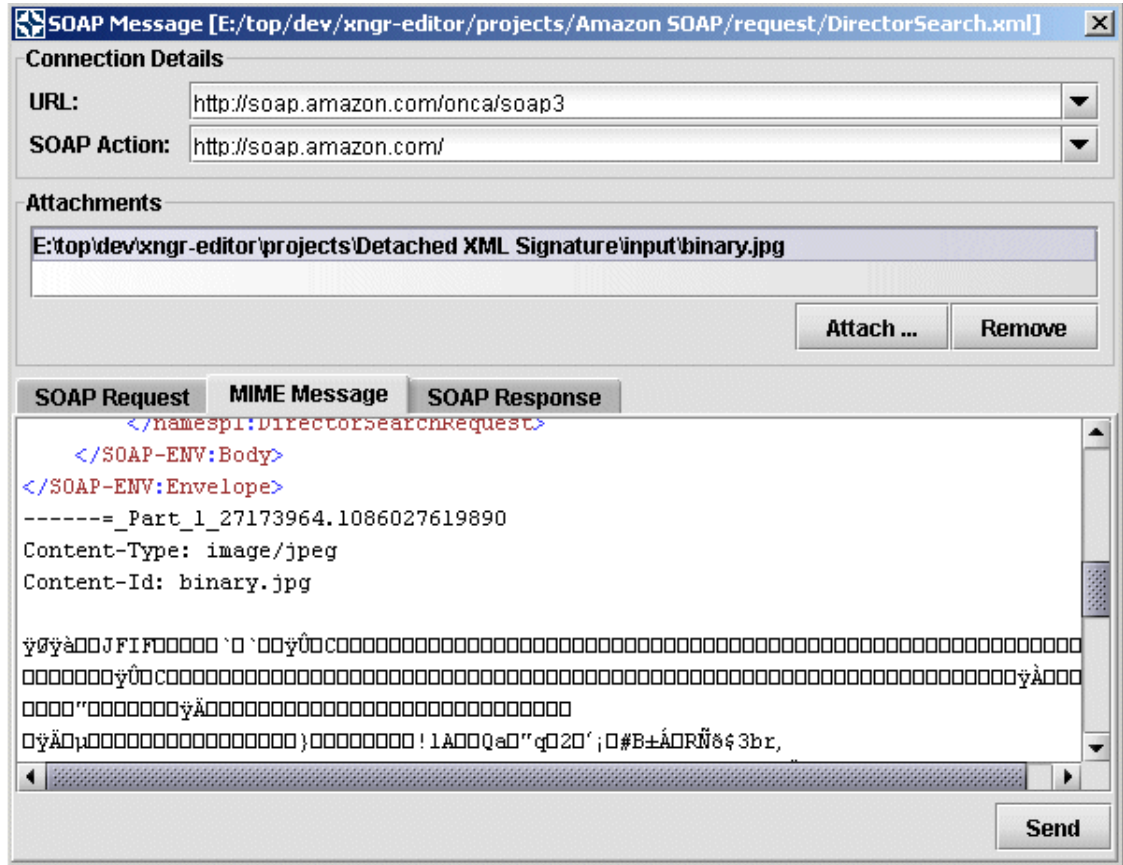 SOAP Message [E:/top/dev/xngr-editor/projects/Amazon SOAP/request/DirectorSearch.xml]
Connection Details
URL: http://soap.amazon.com/onca/soap3
SOAP Action: http://soap.amazon.com/
Attachments
E:\top\dev\xngr-editor\projects\Detached XML Signature\input\binary.jpg
Attach ... Remove
SOAP Request MIME Message SOAP Response
</namesp1:DirectorSearchRequest>
</SOAP-ENV:Body>
</SOAP-ENV:Envelope>
------=_Part_1_27173964.1086027619890
Content-Type: image/jpeg
Content-Id: binary.jpg
Send